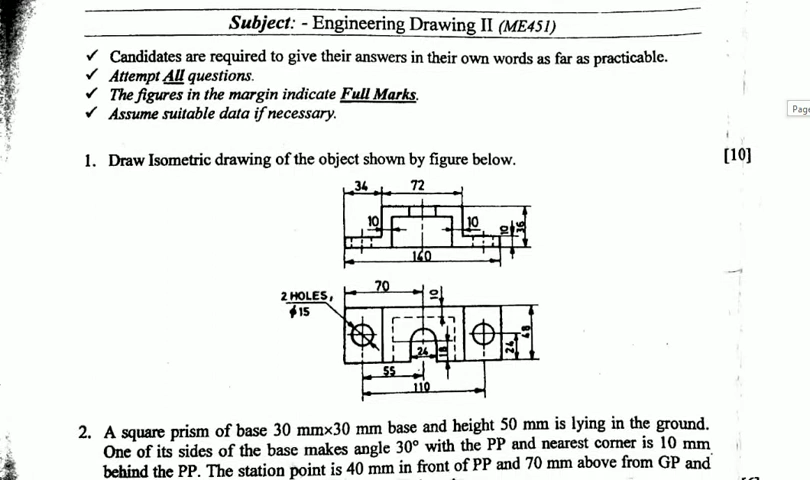 Subject: - Engineering Drawing II (ME451)
✓ Candidates are required to give their answers in their own words as far as practicable.
✓ Attempt All questions.
✓ The figures in the margin indicate Full Marks.
✓ Assume suitable data if necessary.
Page
1. Draw Isometric drawing of the object shown by figure below. [10]
34 72
10 10 10 36
140
70 10
2 HOLES,
ϕ15
24 18 24 48
55
110
2. A square prism of base 30 mm×30 mm base and height 50 mm is lying in the ground.
One of its sides of the base makes angle 30° with the PP and nearest corner is 10 mm
behind the PP. The station point is 40 mm in front of PP and 70 mm above from GP and